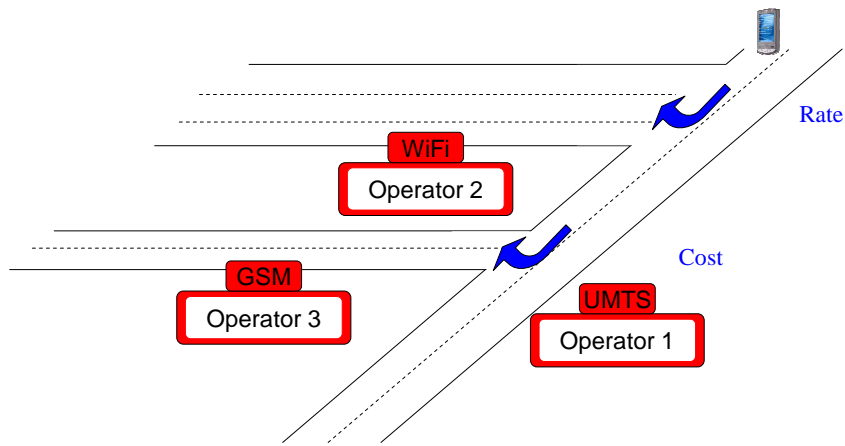 Rate
WiFi
Operator 2
Cost
GSM
Operator 3
UMTS
Operator 1